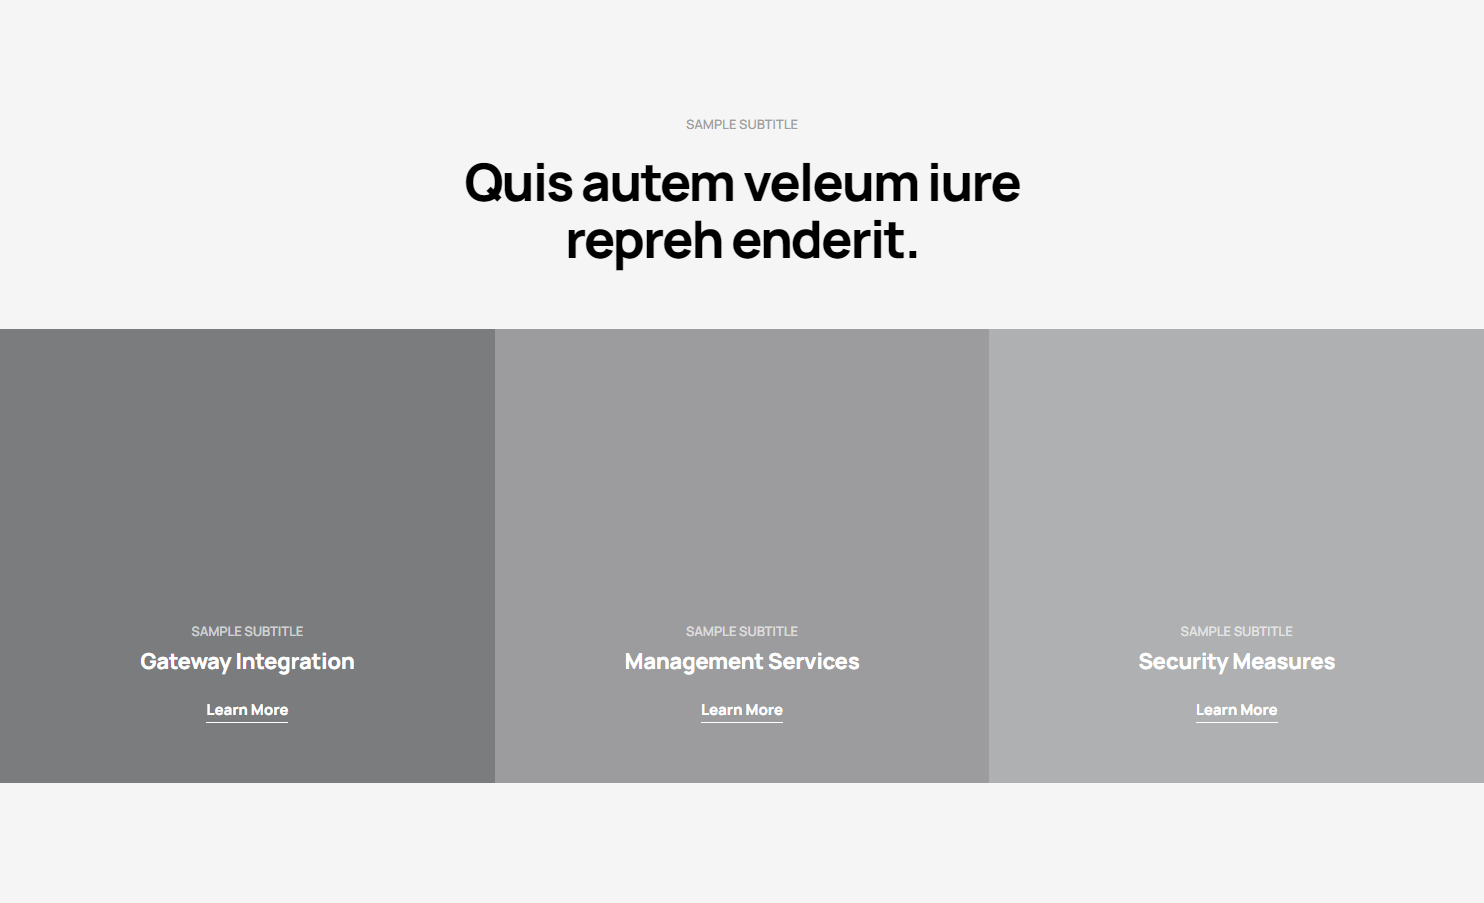 SAMPLE SUBTITLE
Quis autem veleum iure
repreh enderit.
SAMPLE SUBTITLE
Gateway Integration
Learn More
SAMPLE SUBTITLE
Management Services
Learn More
SAMPLE SUBTITLE
Security Measures
Learn More